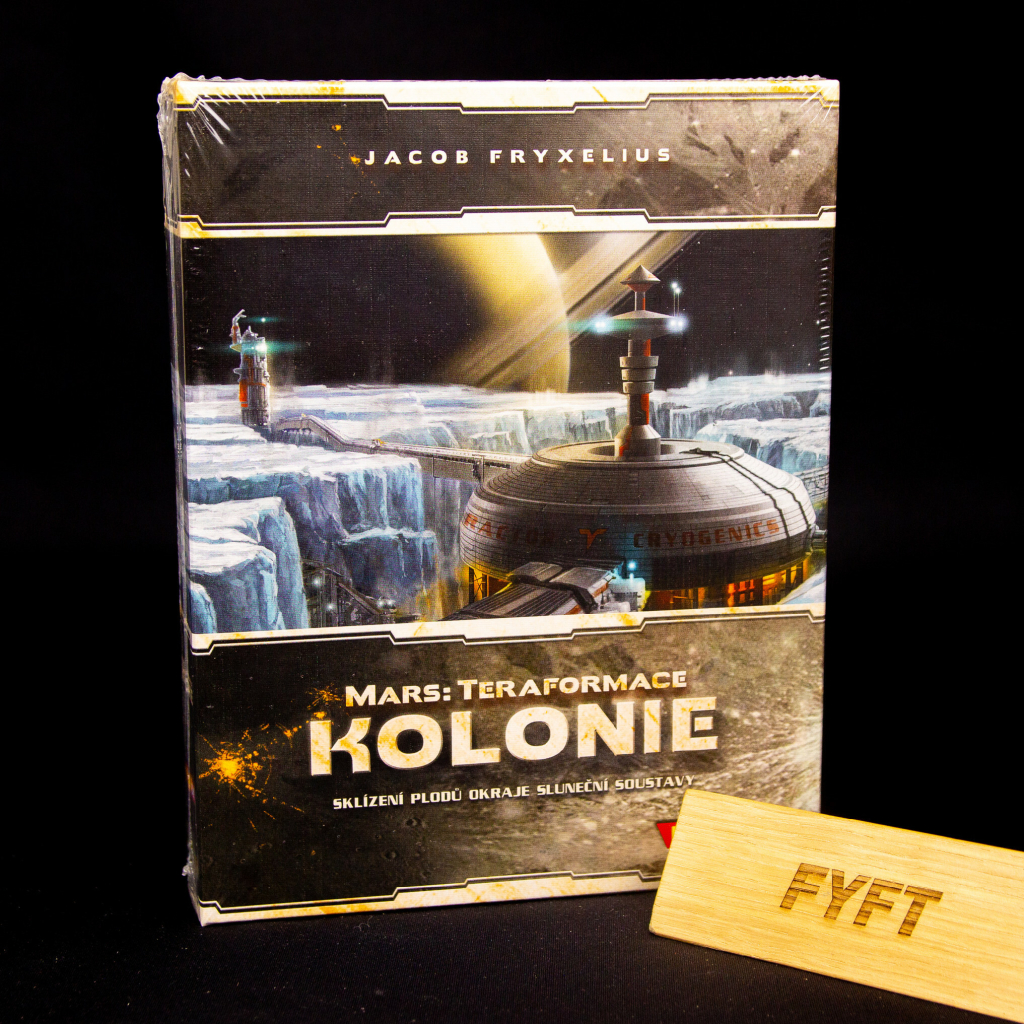 JACOB FRYXELIUS
CRYOGENICS
MARS: TERAFORMACE
KOLONIE
SKLÍZENÍ PLODŮ OKRAJE SLUNEČNÍ SOUSTAVY
FYFT